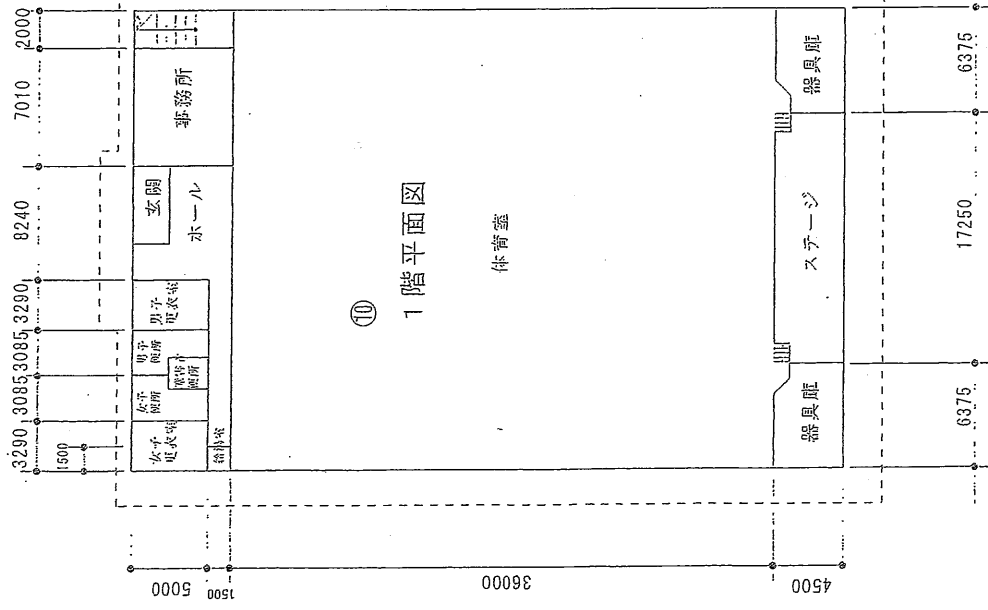 ⑩
1階平面図
体育室
玄関
ホール
事務所
男子
更衣室
男子
便所
女子
便所
女子
更衣室
ステージ
器具庫
器具庫
3290
3085
3085
3290
8240
7010
2000
1500
5000
1500
36000
4500
6375
17250
6375